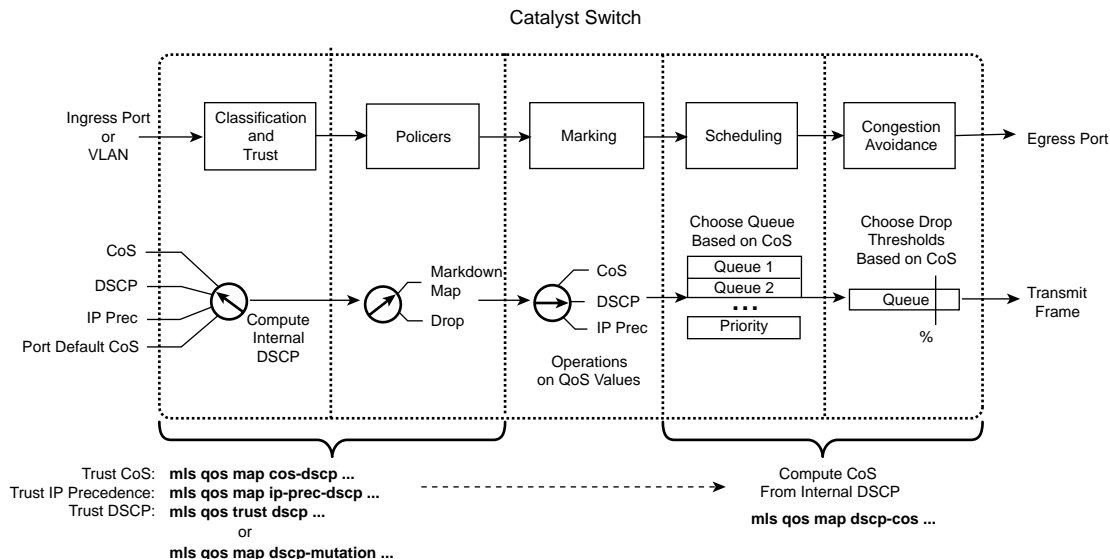 Catalyst Switch
Ingress Port
or
VLAN
Classification
and
Trust
Policers
Marking
Scheduling
Congestion
Avoidance
Egress Port
CoS
DSCP
IP Prec
Port Default CoS
Compute
Internal
DSCP
Markdown
Map
Drop
CoS
DSCP
IP Prec
Operations
on QoS Values
Choose Queue
Based on CoS
Queue 1
Queue 2
...
Priority
Choose Drop
Thresholds
Based on CoS
Queue
%
Transmit
Frame
Trust CoS: mls qos map cos-dscp ...
Trust IP Precedence: mls qos map ip-prec-dscp ...
Trust DSCP: mls qos trust dscp ...
or
mls qos map dscp-mutation ...
Compute CoS
From Internal DSCP
mls qos map dscp-cos ...